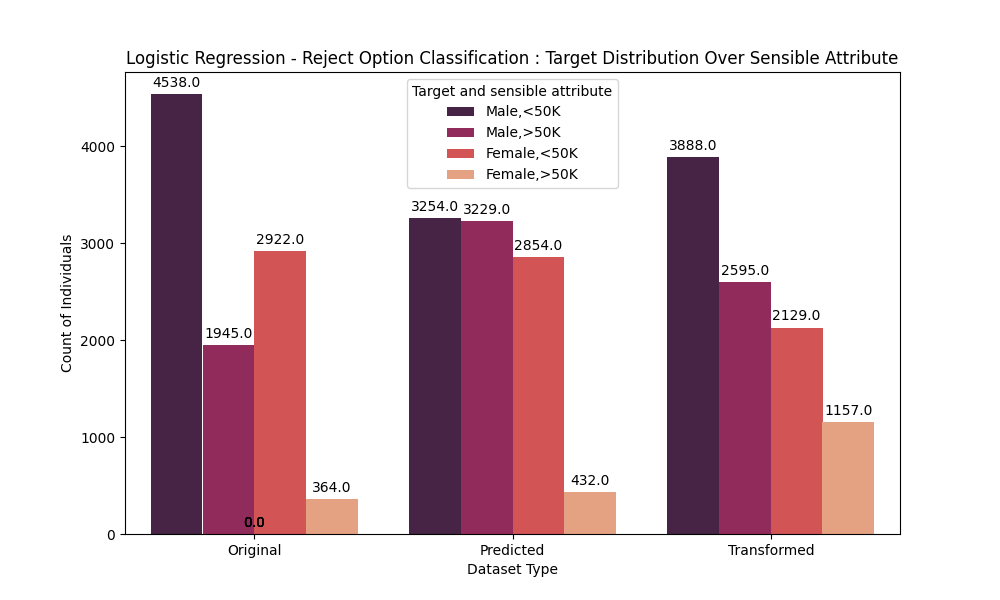 Logistic Regression - Reject Option Classification : Target Distribution Over Sensible Attribute
Target and sensible attribute
Male,<50K
Male,>50K
Female,<50K
Female,>50K
4538.0
1945.0
2922.0
364.0
0.0
3254.0
3229.0
2854.0
432.0
3888.0
2595.0
2129.0
1157.0
Count of Individuals
4000
3000
2000
1000
0
Original
Predicted
Transformed
Dataset Type